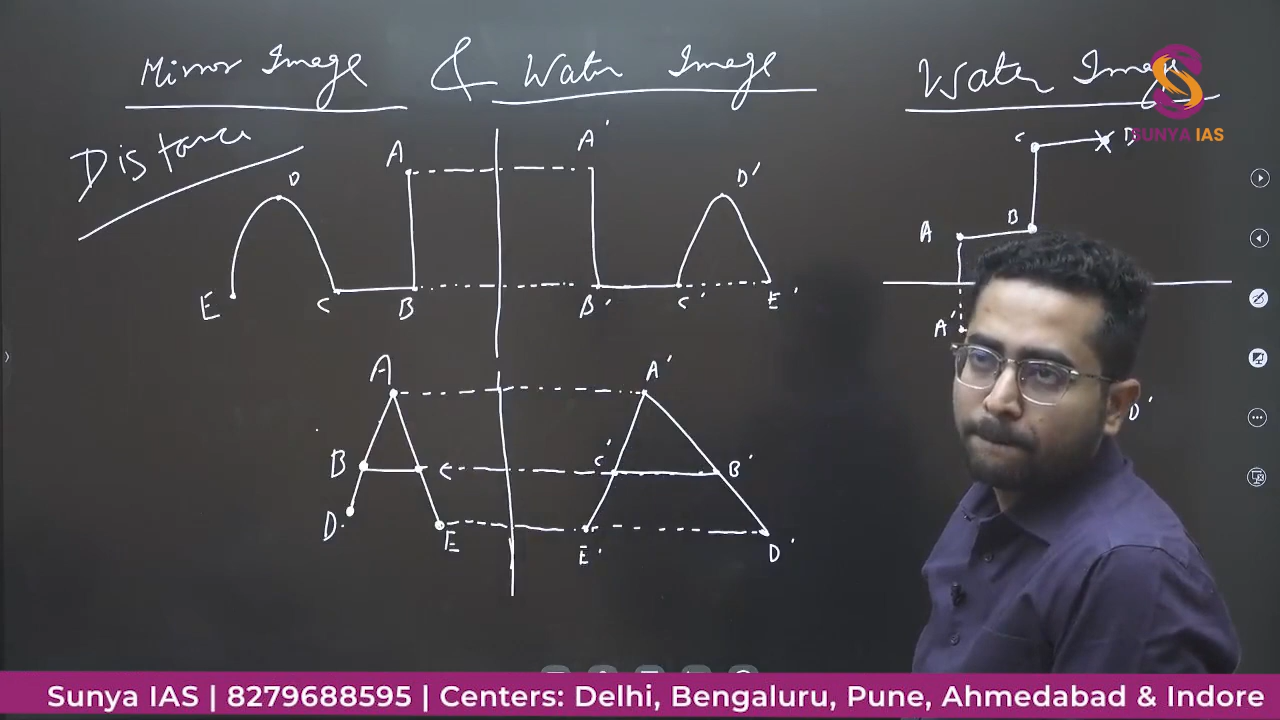 Mirror Image & Water Image
Water Image
SUNYA IAS
Distance
A A'
D D'
E C B B' C' E'
C D
A B
A'
D'
A A'
B C C' B'
D E E' D'
Sunya IAS | 8279688595 | Centers: Delhi, Bengaluru, Pune, Ahmedabad & Indore